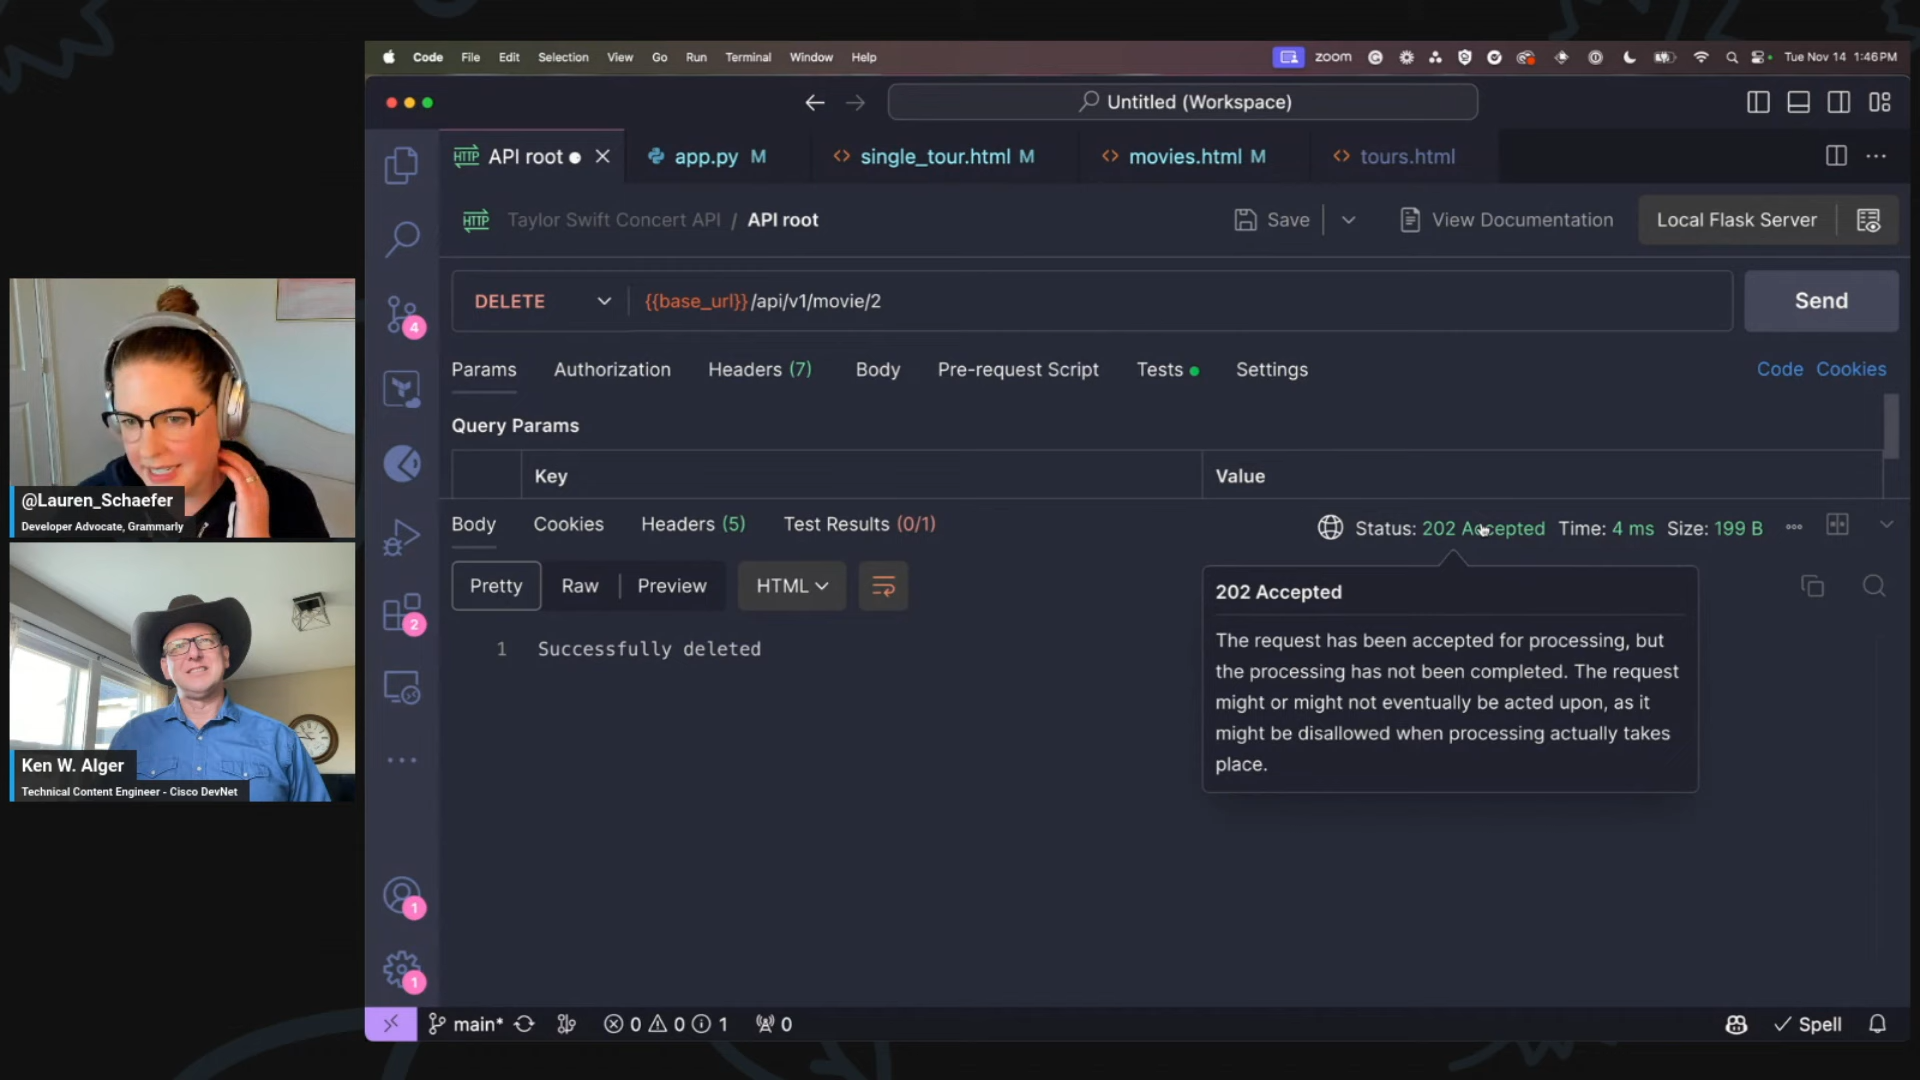 Code File Edit Selection View Go Run Terminal Window Help
zoom
Tue Nov 14 1:46 PM
Untitled (Workspace)
HTTP API root
app.py M
single_tour.html M
movies.html M
tours.html
HTTP Taylor Swift Concert API / API root
Save
View Documentation
Local Flask Server
DELETE
{{base_url}}/api/v1/movie/2
Send
Params
Authorization
Headers (7)
Body
Pre-request Script
Tests
Settings
Code
Cookies
Query Params
Key
Value
Body
Cookies
Headers (5)
Test Results (0/1)
Status: 202 Accepted
Time: 4 ms
Size: 199 B
Pretty
Raw
Preview
HTML
1 Successfully deleted
202 Accepted
The request has been accepted for processing, but
the processing has not been completed. The request
might or might not eventually be acted upon, as it
might be disallowed when processing actually takes
place.
4
2
1
1
main*
0
0
1
0
Spell
@Lauren_Schaefer
Developer Advocate, Grammarly
Ken W. Alger
Technical Content Engineer - Cisco DevNet